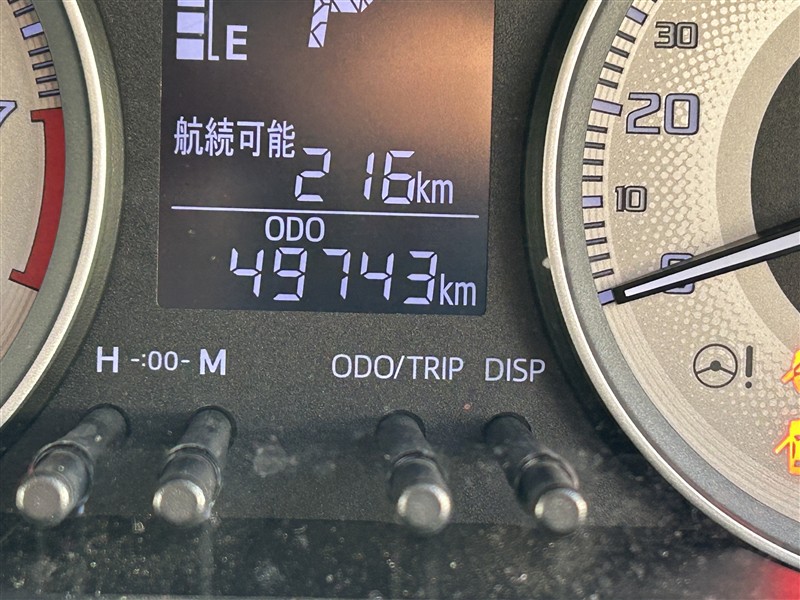 E
P
航続可能
216km
ODO
49743km
H -:00- M
ODO/TRIP DISP
30
20
10
0
!